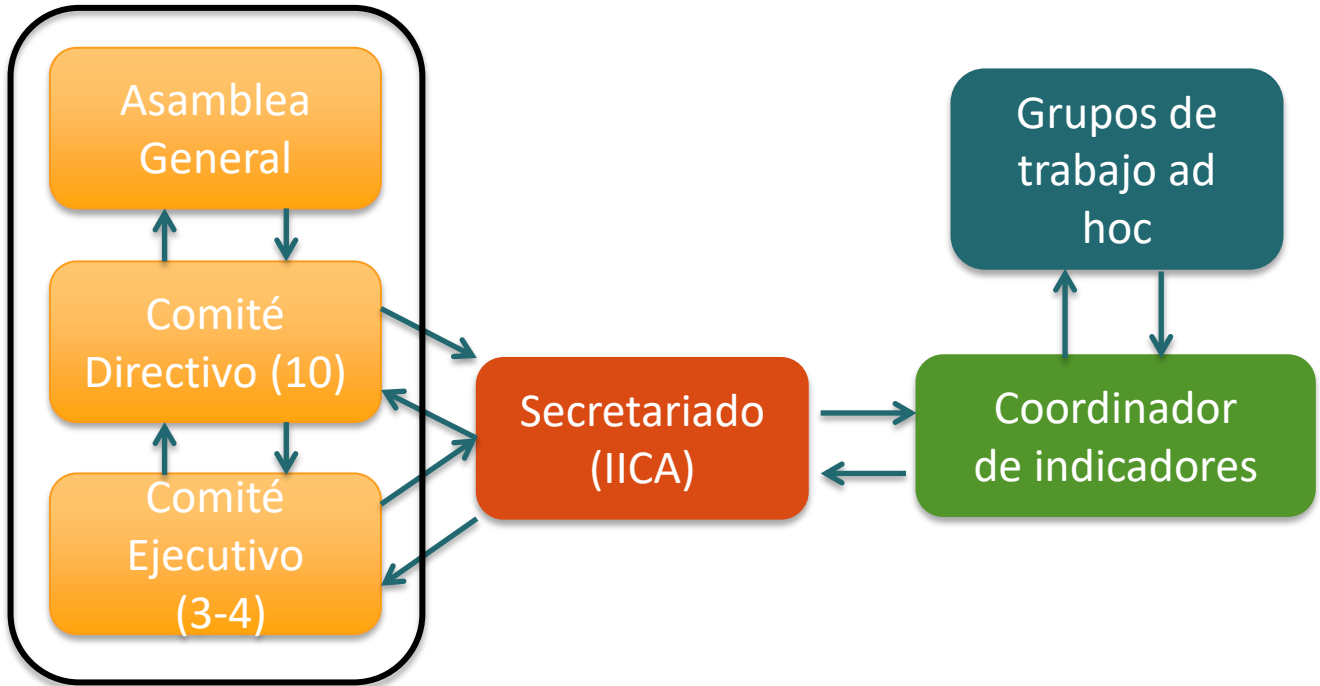 Asamblea
General
Comité
Directivo (10)
Comité
Ejecutivo
(3-4)
Secretariado
(IICA)
Grupos de
trabajo ad
hoc
Coordinador
de indicadores